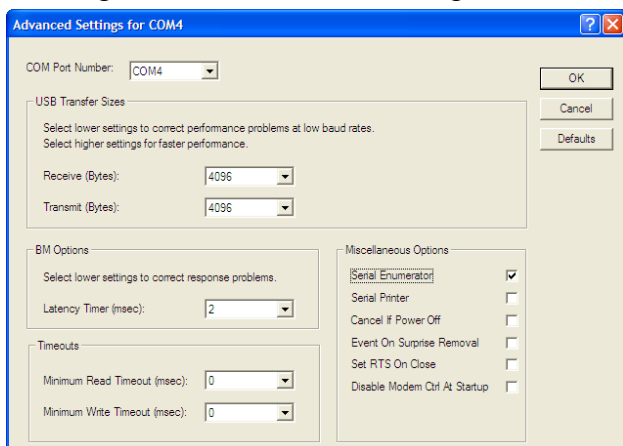 Advanced Settings for COM4
COM Port Number: COM4
OK
Cancel
Defaults
USB Transfer Sizes
Select lower settings to correct performance problems at low baud rates.
Select higher settings for faster performance.
Receive (Bytes): 4096
Transmit (Bytes): 4096
BM Options
Select lower settings to correct response problems.
Latency Timer (msec): 2
Timeouts
Minimum Read Timeout (msec): 0
Minimum Write Timeout (msec): 0
Miscellaneous Options
Serial Enumerator
Serial Printer
Cancel If Power Off
Event On Surprise Removal
Set RTS On Close
Disable Modem Ctrl At Startup